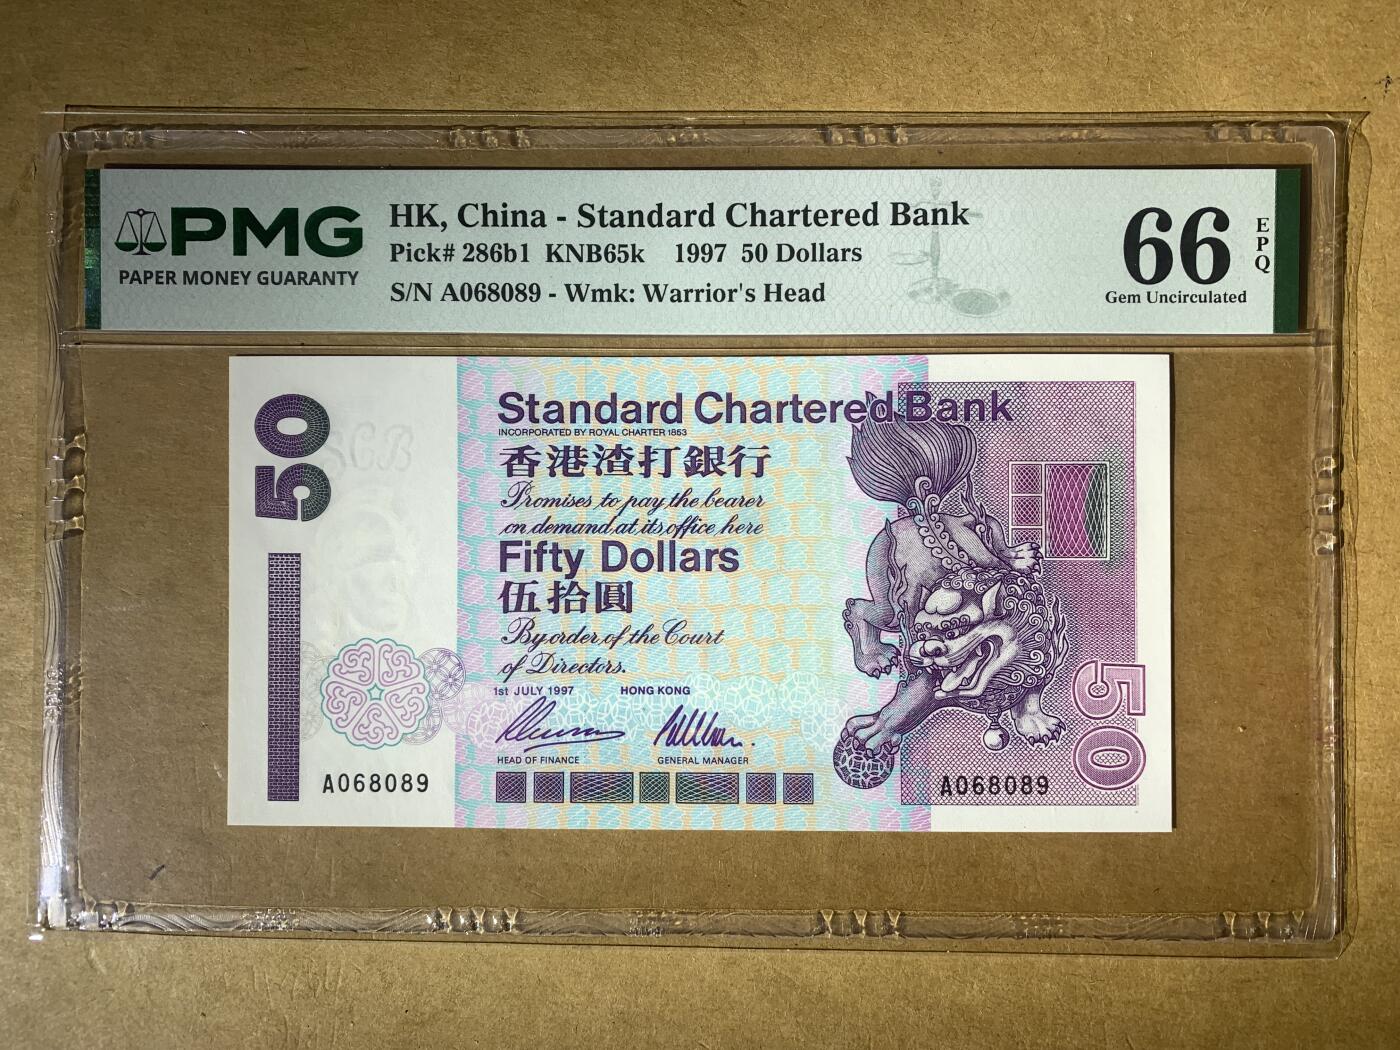 PMG
PAPER MONEY GUARANTY
HK, China - Standard Chartered Bank
Pick# 286b1 KNB65k 1997 50 Dollars
S/N A068089 - Wmk: Warrior's Head
66
EPQ
Gem Uncirculated
50
Standard Chartered Bank
INCORPORATED BY ROYAL CHARTER 1853
香港渣打銀行
Promises to pay the bearer
on demand at its office here
Fifty Dollars
伍拾圓
By order of the Court
of Directors.
1st JULY 1997 HONG KONG
HEAD OF FINANCE GENERAL MANAGER
A068089
A068089
50